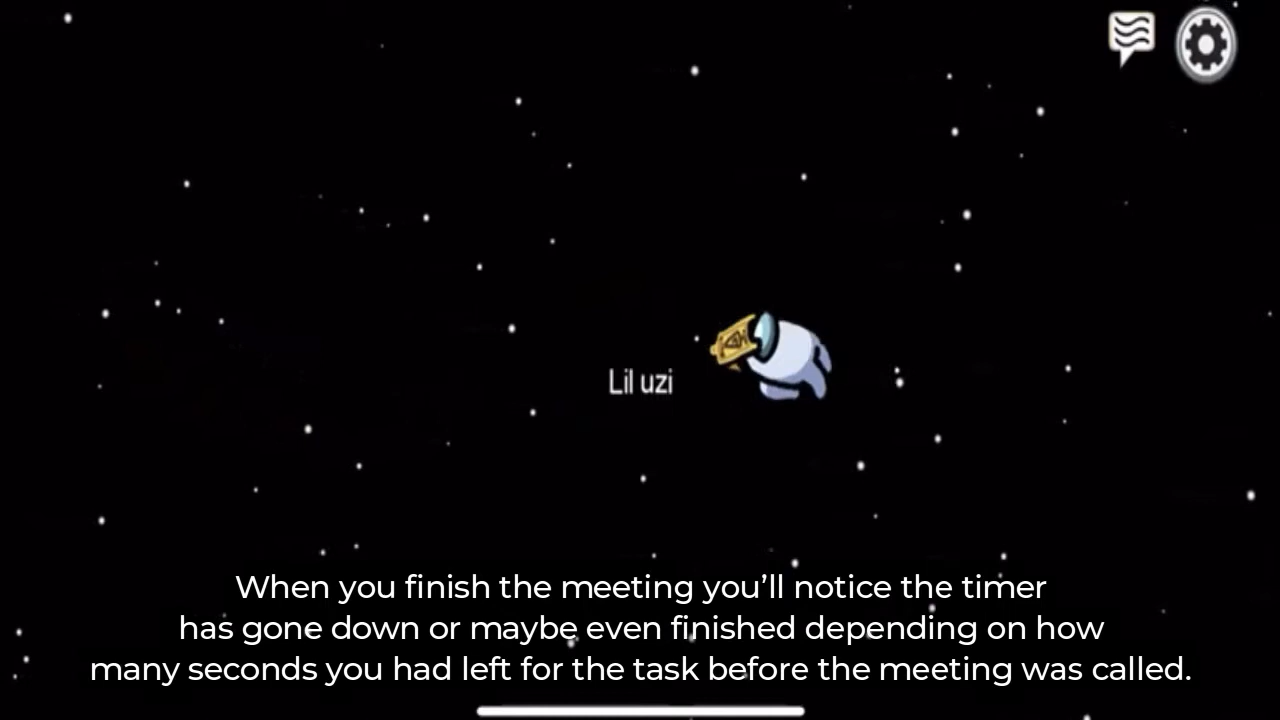 Lil uzi
When you finish the meeting you’ll notice the timer
has gone down or maybe even finished depending on how
many seconds you had left for the task before the meeting was called.